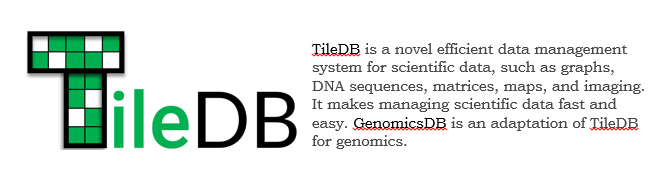 TileDB
TileDB is a novel efficient data management
system for scientific data, such as graphs,
DNA sequences, matrices, maps, and imaging.
It makes managing scientific data fast and
easy. GenomicsDB is an adaptation of TileDB
for genomics.